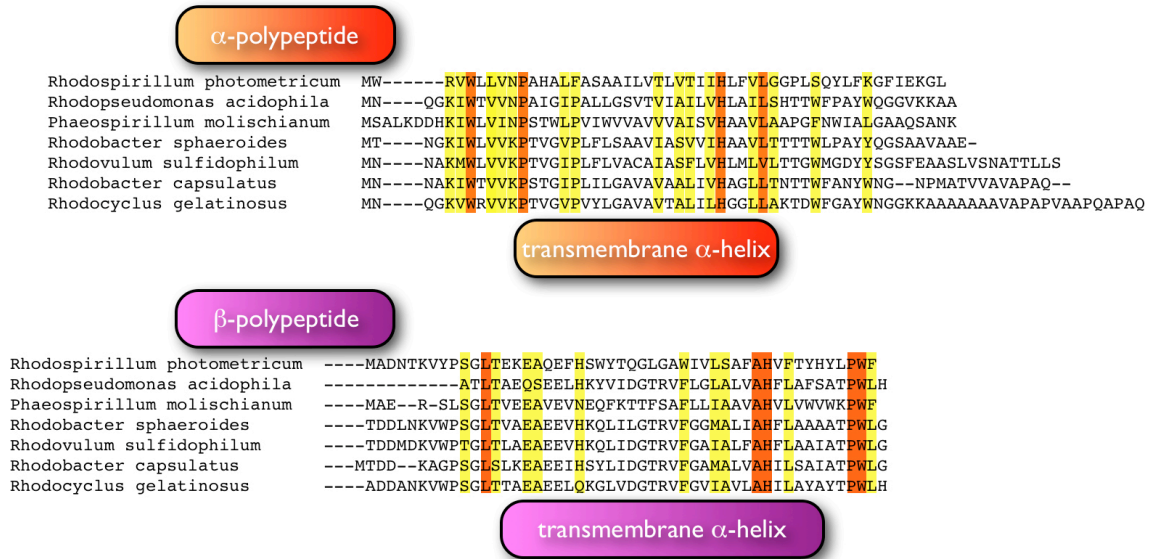 α-polypeptide
Rhodospirillum photometricum MW------RVWLLVNPAHALFASAAILVTLVTIIHLFVLGGPLSQYLFKGFIEKGL
Rhodopseudomonas acidophila MN----QGKIWTVVNPAIGIPALLGSVTVIAILVHLAILSHTTWFPAYWQGGVKKAA
Phaeospirillum molischianum MSALKDDHKIWLVINPSTWLPVIWVVAVVVAISVHAAVLAAPGFNWIALGAAQSANK
Rhodobacter sphaeroides MT----NGKIWLVVKPTVGVPLFLSAAVIASVVIHAAVLTTTTWLPAYYQGSAAVAAE-
Rhodovulum sulfidophilum MN----NAKMWLVVKPTVGIPLFLVACAIASFLVHLMLVLTTGWMGDYYSGSFEAASLVSNATTLLS
Rhodobacter capsulatus MN----NAKIWTVVKPSTGIPLILGAVAVAALIVHAGLLTNTTWFANYWNG--NPMATVVAVAPAQ--
Rhodocyclus gelatinosus MN----QGKVWRVVKPTVGVPVYLGAVAVTALILHGGLLAKTDWFGAYWNGGKKAAAAAAAVAPAPVAAPQAPAQ
transmembrane α-helix
β-polypeptide
Rhodospirillum photometricum ----MADNTKVYPSGLTEKEAQEFHSWYTQGLGAWIVLSAFAHVFTYHYLPWF
Rhodopseudomonas acidophila -------------ATLTAEQSEELHKYVIDGTRVFLGLALVAHFLAFSATPWLH
Phaeospirillum molischianum ----MAE--R-SLSGLTVEEAVEVNEQFKTTFSAFLLIAAVAHVLVWVWKPWF
Rhodobacter sphaeroides ----TDDLNKVWPSGLTVAEAEEVHKQLILGTRVFGGMALIAHFLAAAATPWLG
Rhodovulum sulfidophilum ----TDDMDKVWPTGLTLAEAEEVHKQLIDGTRVFGAIALFAHFLAAIATPWLG
Rhodobacter capsulatus ---MTDD--KAGPSGLSLKEAEEIHSYLIDGTRVFGAMALVAHILSAIATPWLG
Rhodocyclus gelatinosus ----ADDANKVWPSGLTTAEAEELQKGLVDGTRVFGVIAVLAHILAYAYTPWLH
transmembrane α-helix